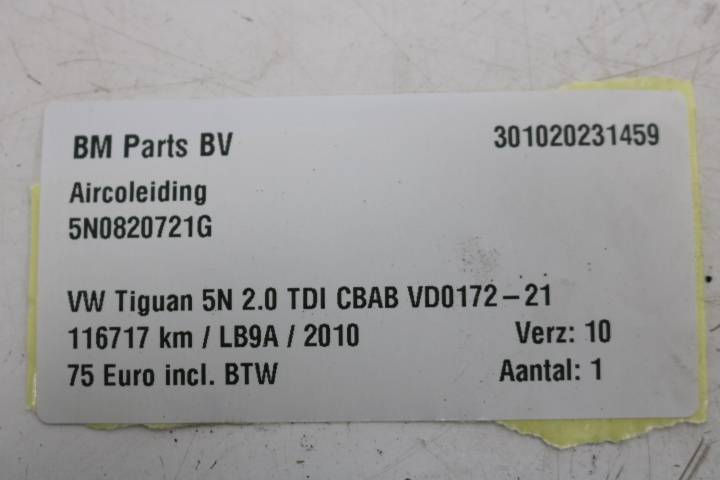 BM Parts BV 301020231459
Aircoleiding
5N0820721G
VW Tiguan 5N 2.0 TDI CBAB VD0172-21
116717 km / LB9A / 2010 Verz: 10
75 Euro incl. BTW Aantal: 1